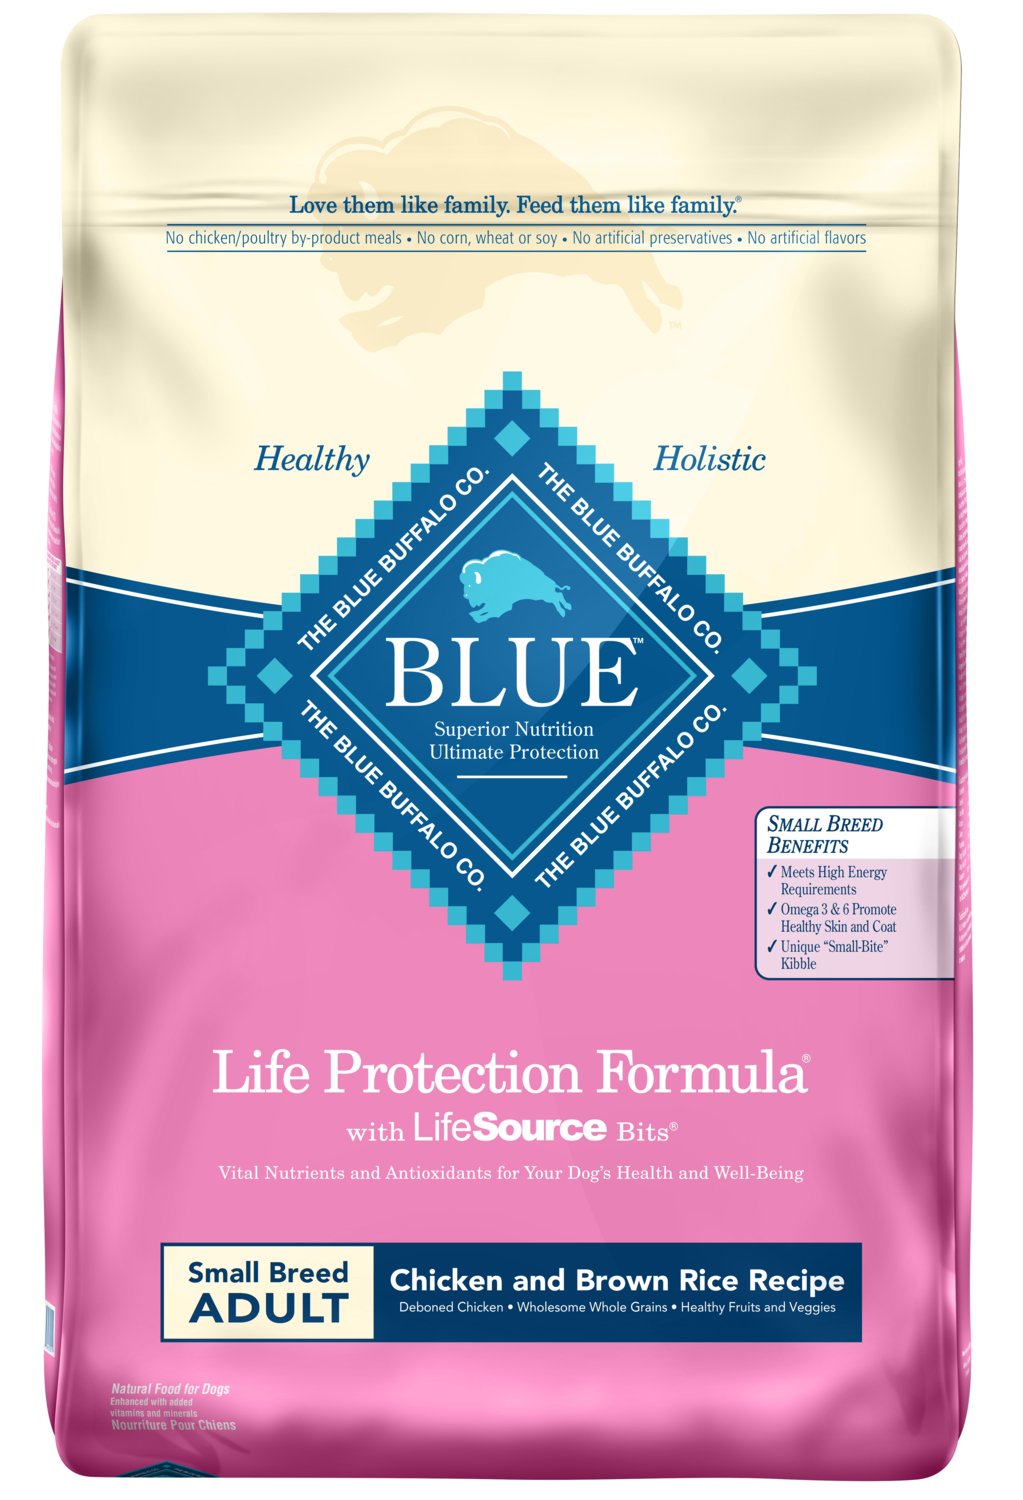 Love them like family. Feed them like family.®
No chicken/poultry by-product meals • No corn, wheat or soy • No artificial preservatives • No artificial flavors
TM
Healthy
Holistic
THE BLUE BUFFALO CO.
THE BLUE BUFFALO CO.
BLUE™
Superior Nutrition
Ultimate Protection
THE BLUE BUFFALO CO.
THE BLUE BUFFALO CO.
SMALL BREED
BENEFITS
✓ Meets High Energy
Requirements
✓ Omega 3 & 6 Promote
Healthy Skin and Coat
✓ Unique “Small-Bite”
Kibble
Life Protection Formula®
with LifeSource Bits®
Vital Nutrients and Antioxidants for Your Dog’s Health and Well-Being
Small Breed
ADULT
Chicken and Brown Rice Recipe
Deboned Chicken • Wholesome Whole Grains • Healthy Fruits and Veggies
Natural Food for Dogs
Enhanced with added
vitamins and minerals
Nourriture Pour Chiens